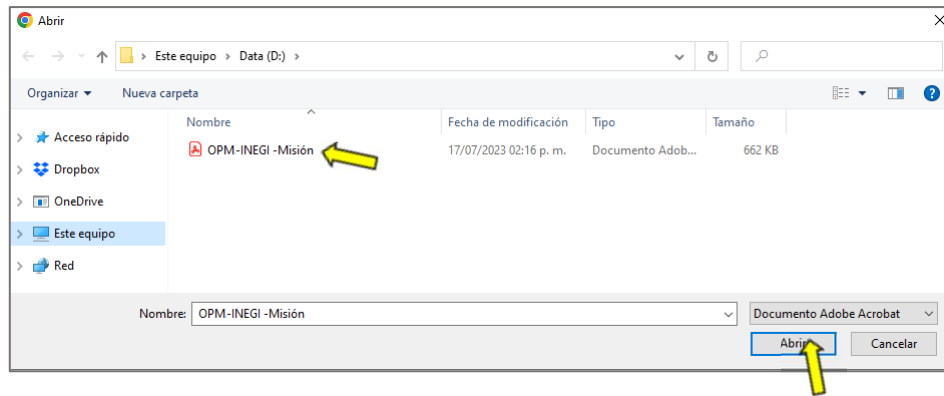 Abrir
Este equipo > Data (D:) >
Organizar Nueva carpeta
Nombre Fecha de modificación Tipo Tamaño
Acceso rápido
OPM-INEGI -Misión 17/07/2023 02:16 p. m. Documento Adob... 662 KB
Dropbox
OneDrive
Este equipo
Red
Nombre: OPM-INEGI -Misión Documento Adobe Acrobat
Abrir Cancelar